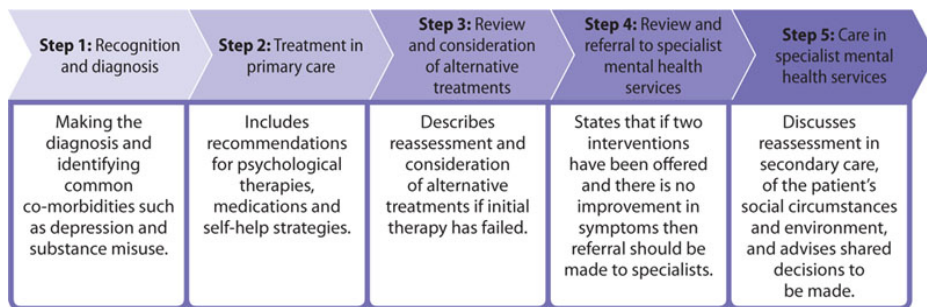 Step 1: Recognition
and diagnosis
Step 2: Treatment in
primary care
Step 3: Review
and consideration
of alternative
treatments
Step 4: Review and
referral to specialist
mental health
services
Step 5: Care in
specialist mental
health services
Making the
diagnosis and
identifying
common
co-morbidities such
as depression and
substance misuse.
Includes
recommendations
for psychological
therapies,
medications and
self-help strategies.
Describes
reassessment and
consideration
of alternative
treatments if initial
therapy has failed.
States that if two
interventions
have been offered
and there is no
improvement in
symptoms then
referral should be
made to specialists.
Discusses
reassessment in
secondary care,
of the patient's
social circumstances
and environment,
and advises shared
decisions to
be made.